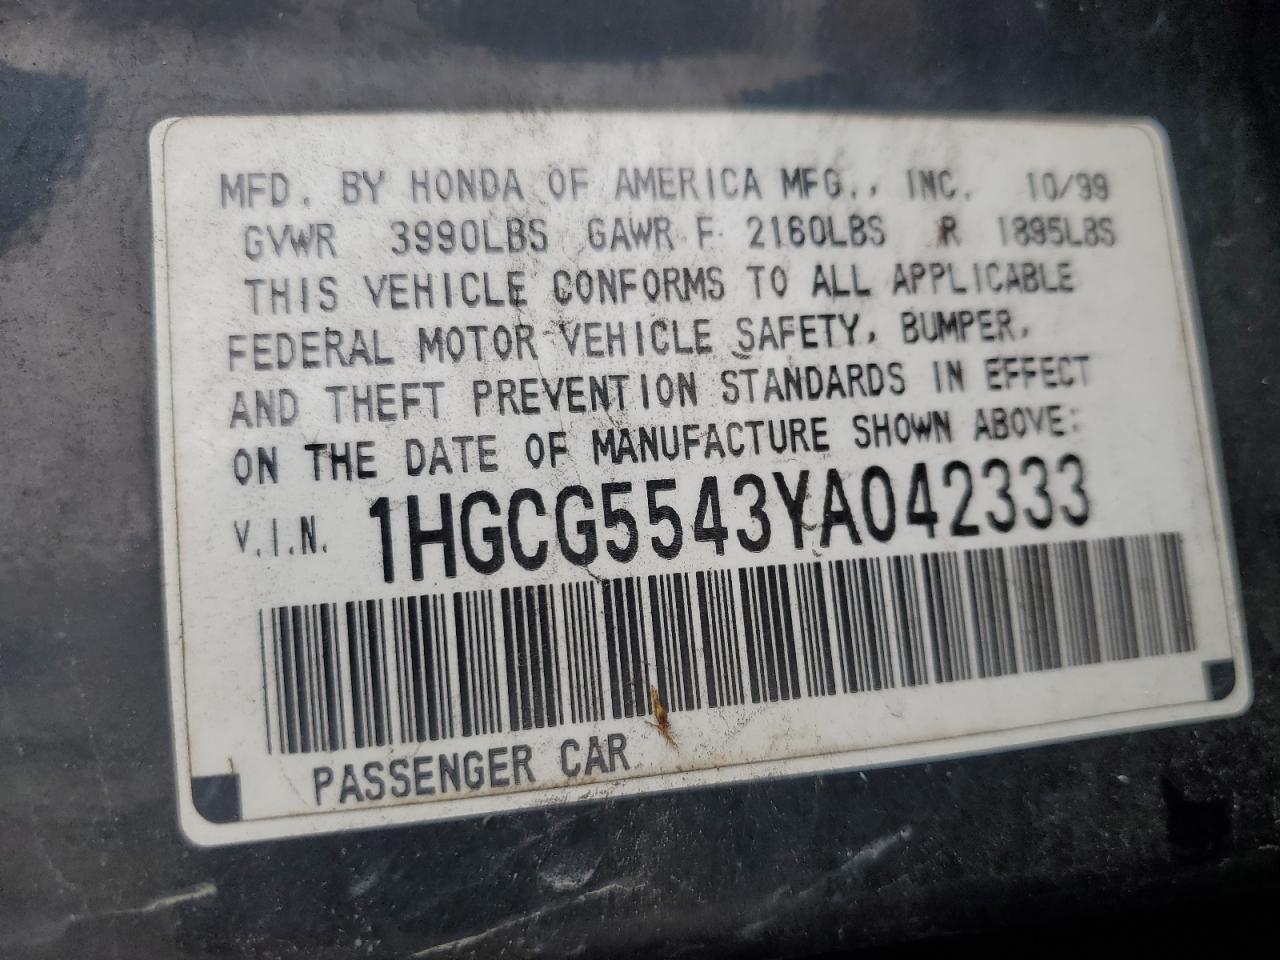 MFD. BY HONDA OF AMERICA MFG., INC. 10/99
GVWR 3990LBS GAWR F 2160LBS R 1895LBS
THIS VEHICLE CONFORMS TO ALL APPLICABLE
FEDERAL MOTOR VEHICLE SAFETY, BUMPER,
AND THEFT PREVENTION STANDARDS IN EFFECT
ON THE DATE OF MANUFACTURE SHOWN ABOVE:
V.I.N. 1HGCG5543YA042333
PASSENGER CAR